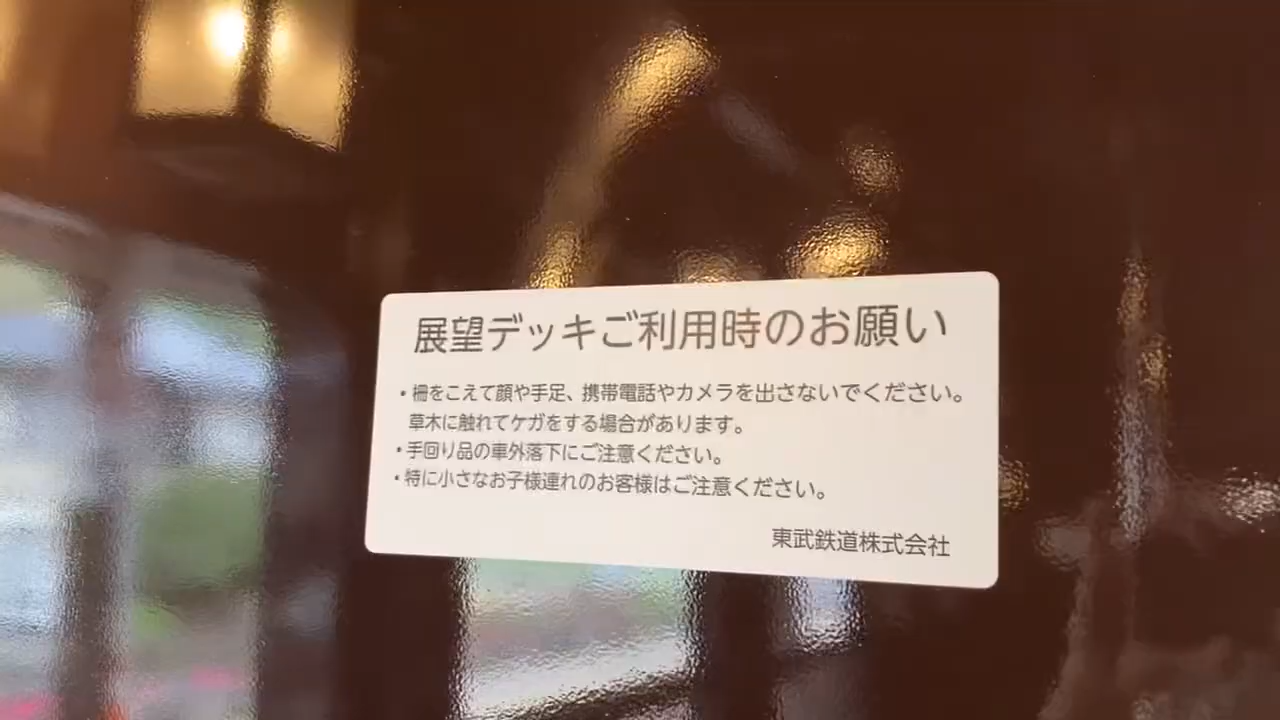 展望デッキご利用時のお願い
・柵をこえて顔や手足、携帯電話やカメラを出さないでください。
草木に触れてケガをする場合があります。
・手回り品の車外落下にご注意ください。
・特に小さなお子様連れのお客様はご注意ください。
東武鉄道株式会社